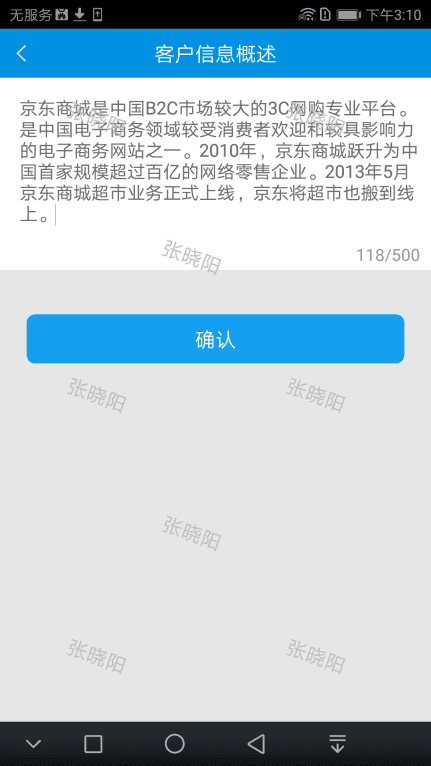 无服务 下午3:10
客户信息概述
京东商城是中国B2C市场较大的3C网购专业平台。
是中国电子商务领域较受消费者欢迎和较具影响力
的电子商务网站之一。2010年，京东商城跃升为中
国首家规模超过百亿的网络零售企业。2013年5月
京东商城超市业务正式上线，京东将超市也搬到线
上。
118/500
确认
张晓阳
张晓阳
张晓阳
张晓阳
张晓阳
张晓阳
张晓阳
张晓阳